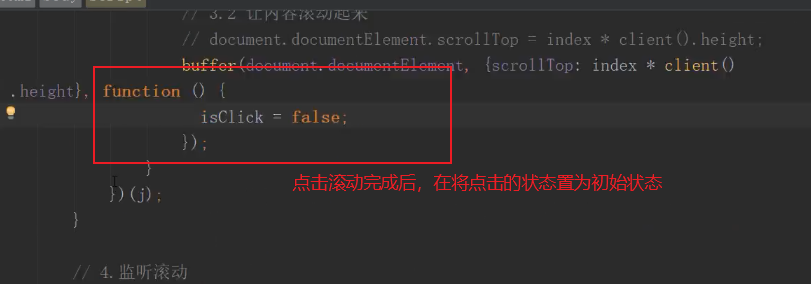 // 3.2 让内容滚动起来
// document.documentElement.scrollTop = index * client().height;
buffer(document.documentElement, {scrollTop: index * client()
.height}, function () {
isClick = false;
});
}
点击滚动完成后，在将点击的状态置为初始状态
})(j);
}
// 4.监听滚动